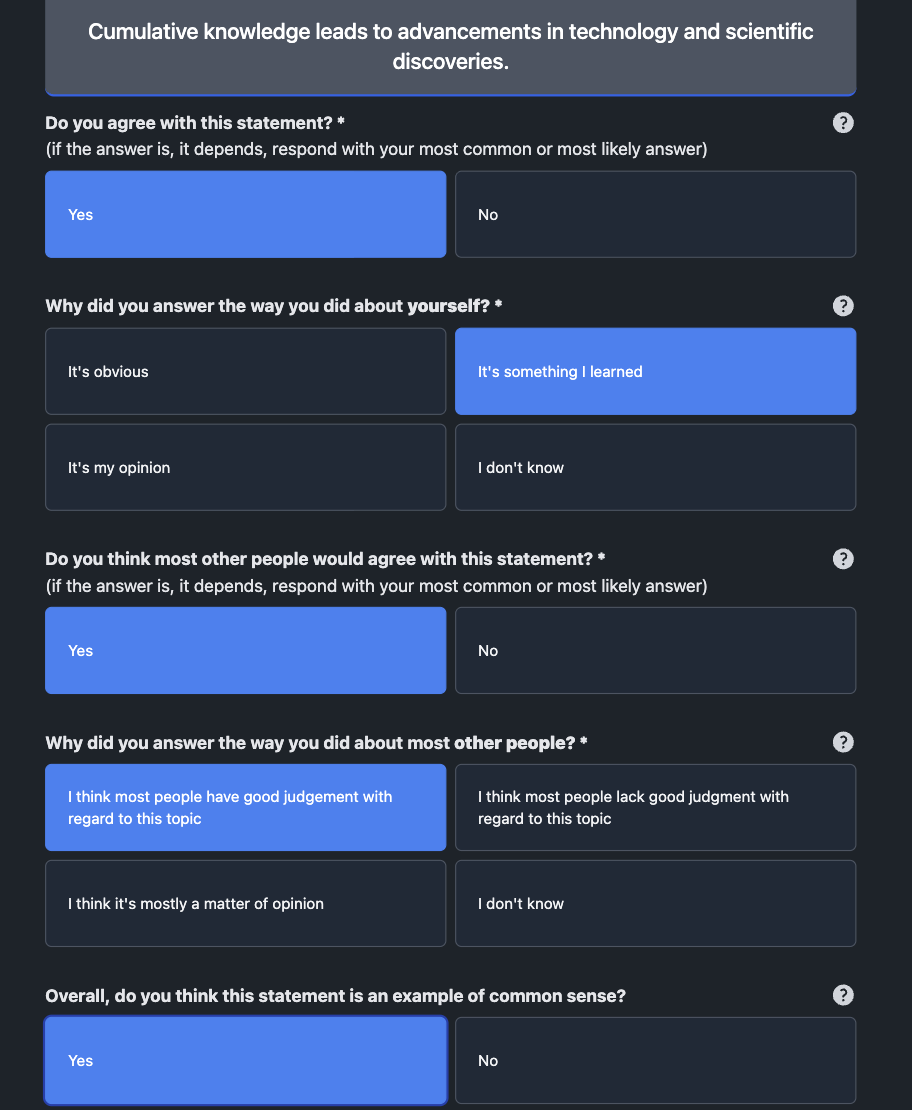 Cumulative knowledge leads to advancements in technology and scientific
discoveries.
Do you agree with this statement? *
?
(if the answer is, it depends, respond with your most common or most likely answer)
Yes
No
Why did you answer the way you did about yourself? *
?
It's obvious
It's something I learned
It's my opinion
I don't know
Do you think most other people would agree with this statement? *
?
(if the answer is, it depends, respond with your most common or most likely answer)
Yes
No
Why did you answer the way you did about most other people? *
?
I think most people have good judgement with
regard to this topic
I think most people lack good judgment with
regard to this topic
I think it's mostly a matter of opinion
I don't know
Overall, do you think this statement is an example of common sense?
?
Yes
No